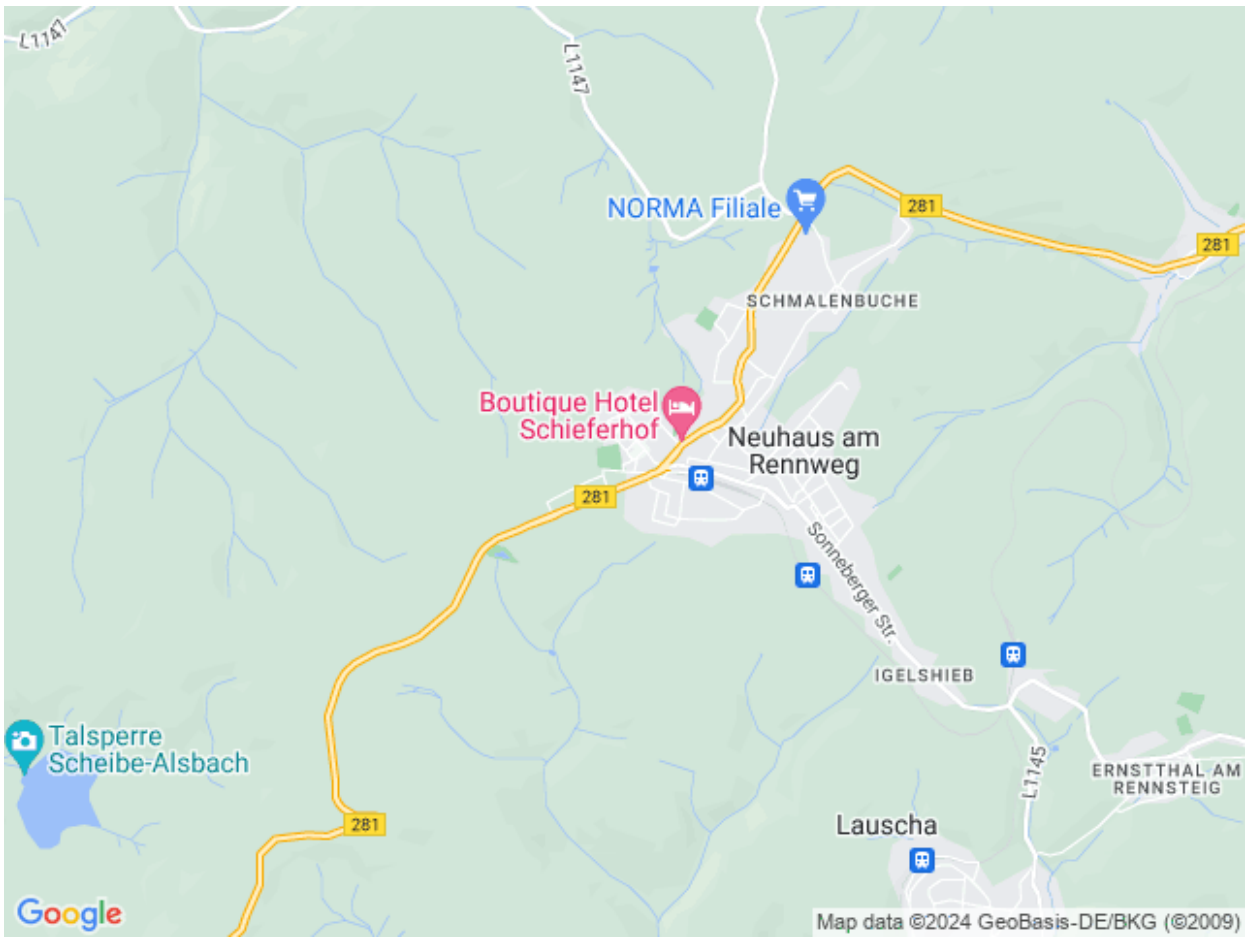 L1147
L1147
NORMA Filiale
281
281
SCHMALENBUCHE
Boutique Hotel
Schieferhof
Neuhaus am
Rennweg
281
Sonneberger Str.
IGELSHIEB
Talsperre
Scheibe-Alsbach
L1145
ERNSTTHAL AM
RENNSTEIG
281
Lauscha
Google
Map data ©2024 GeoBasis-DE/BKG (©2009)